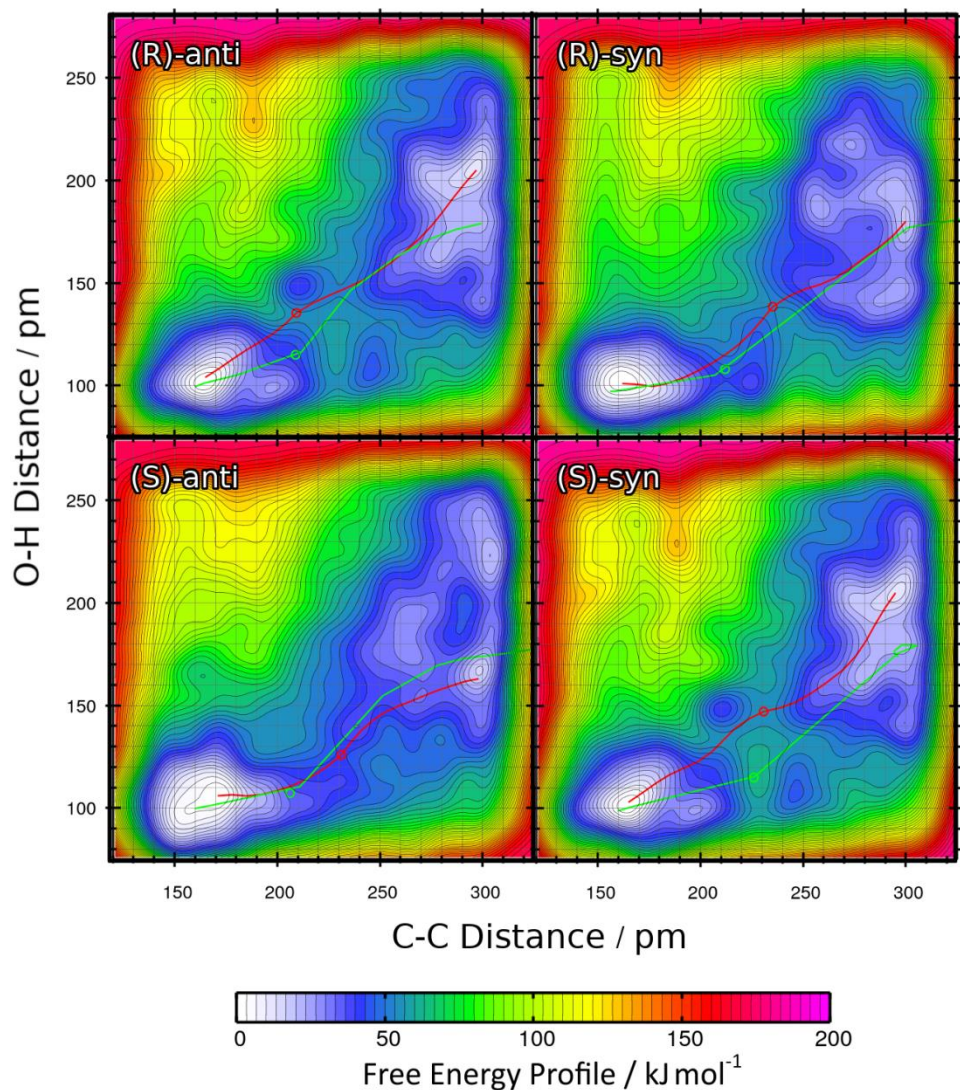 (R)-anti (R)-syn
250
200
150
100
(S)-anti (S)-syn
250
200
150
100
O-H Distance / pm
150 200 250 300 150 200 250 300
C-C Distance / pm
0 50 100 150 200
Free Energy Profile / kJ mol⁻¹